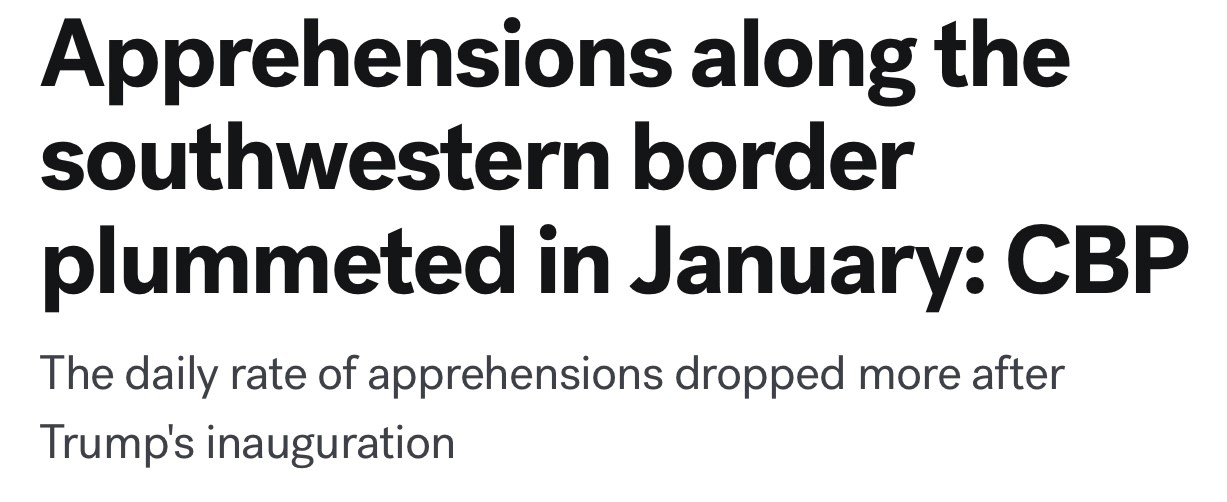 Apprehensions along the
southwestern border
plummeted in January: CBP
The daily rate of apprehensions dropped more after
Trump's inauguration